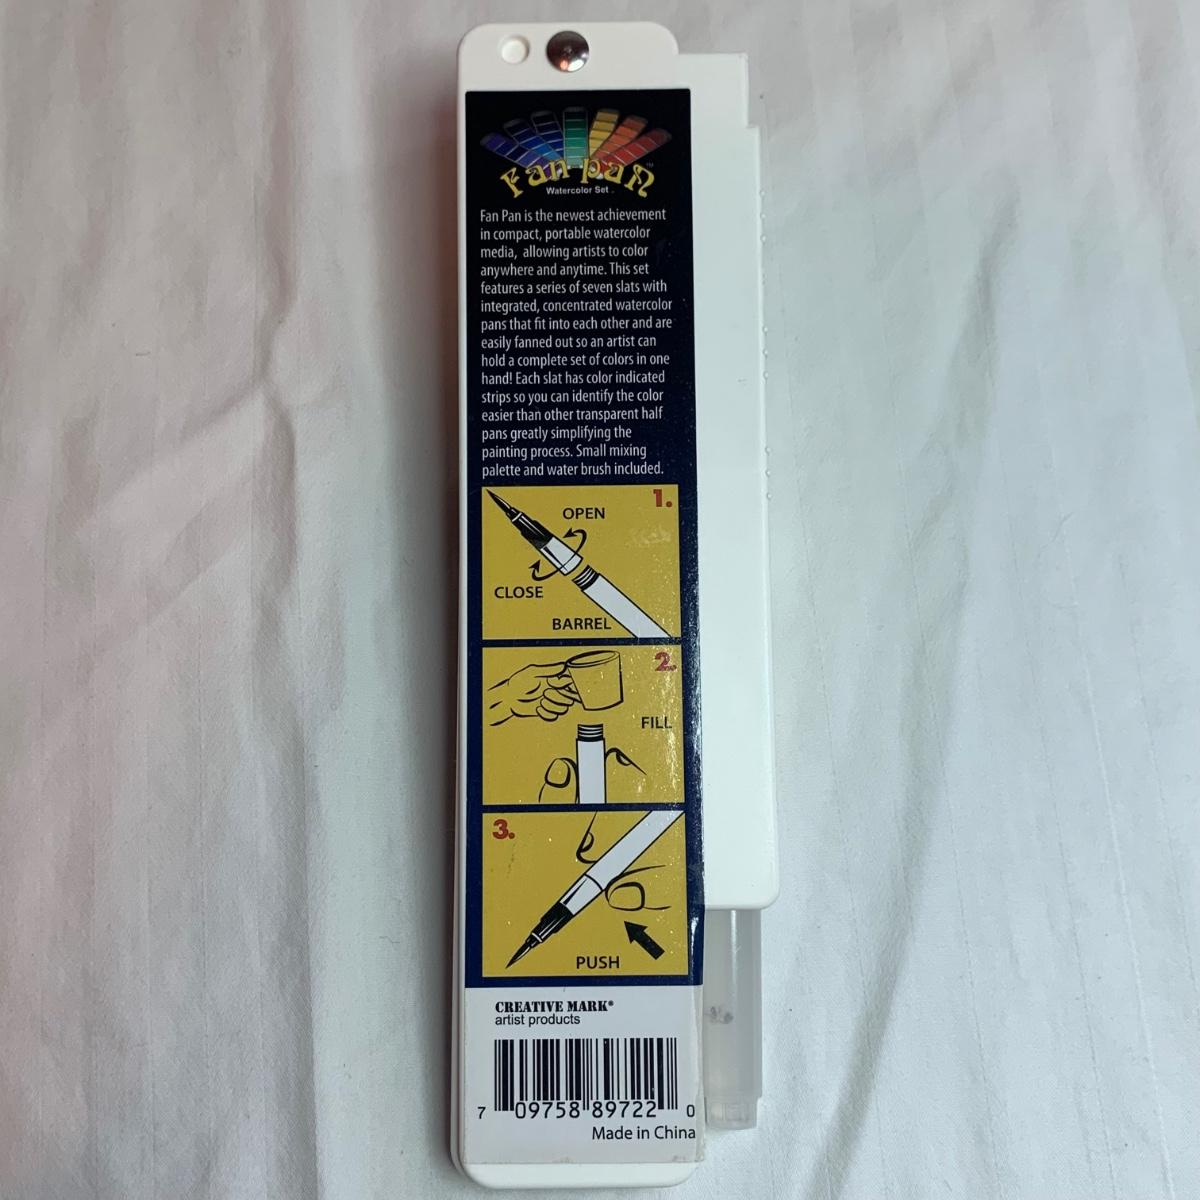 Fan Pan™
Watercolor Set
Fan Pan is the newest achievement
in compact, portable watercolor
media, allowing artists to color
anywhere and anytime. This set
features a series of seven slats with
integrated, concentrated watercolor
pans that fit into each other and are
easily fanned out so an artist can
hold a complete set of colors in one
hand! Each slat has color indicated
strips so you can identify the color
easier than other transparent half
pans greatly simplifying the
painting process. Small mixing
palette and water brush included.
1.
OPEN
CLOSE
BARREL
2.
FILL
3.
PUSH
CREATIVE MARK®
artist products
7 09758 89722 0
Made in China